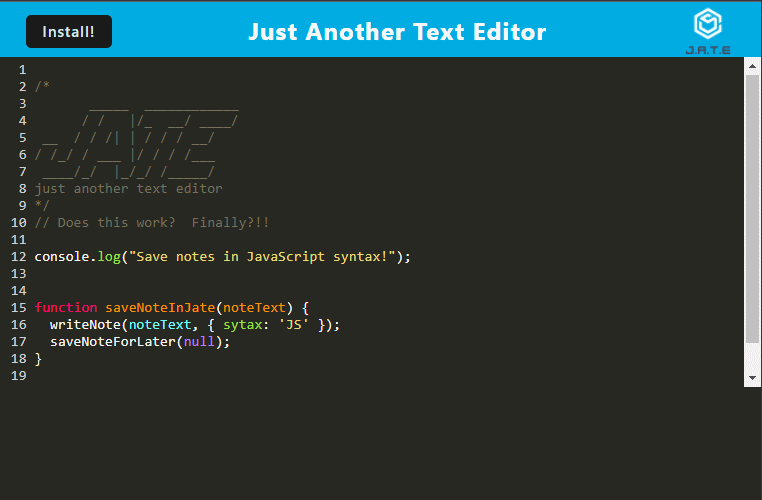 Install!
Just Another Text Editor
J.A.T.E
1
2 /*
3        _____  ____________
4       / /   |/_  __/ ____/
5  __  / / /| | / / / __/
6 / /_/ / ___ |/ / / /___
7  ____/_/  |_/_/ /_____/
8 just another text editor
9 */
10 // Does this work?  Finally?!!
11
12 console.log("Save notes in JavaScript syntax!");
13
14
15 function saveNoteInJate(noteText) {
16   writeNote(noteText, { sytax: 'JS' });
17   saveNoteForLater(null);
18 }
19